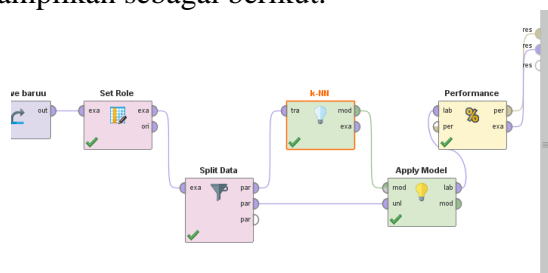 ampilkan sebagai berikut.
res
res
res
ve baruu
out
Set Role
exa
exa
ori
k-NN
tra
mod
exa
Performance
lab
per
per
exa
Split Data
exa
par
par
par
Apply Model
mod
unl
lab
mod